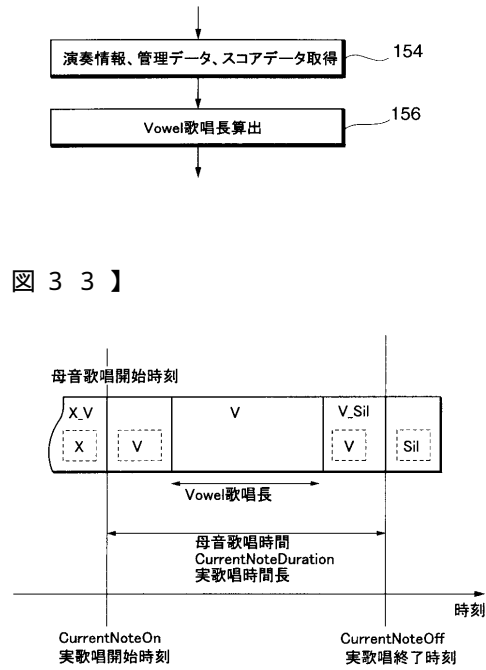 演奏情報、管理データ、スコアデータ取得
154
Vowel歌唱長算出
156
図 3 3 】
母音歌唱開始時刻
X_V
V
V_Sil
X
V
V
Sil
Vowel歌唱長
母音歌唱時間
CurrentNoteDuration
実歌唱時間長
時刻
CurrentNoteOn
実歌唱開始時刻
CurrentNoteOff
実歌唱終了時刻